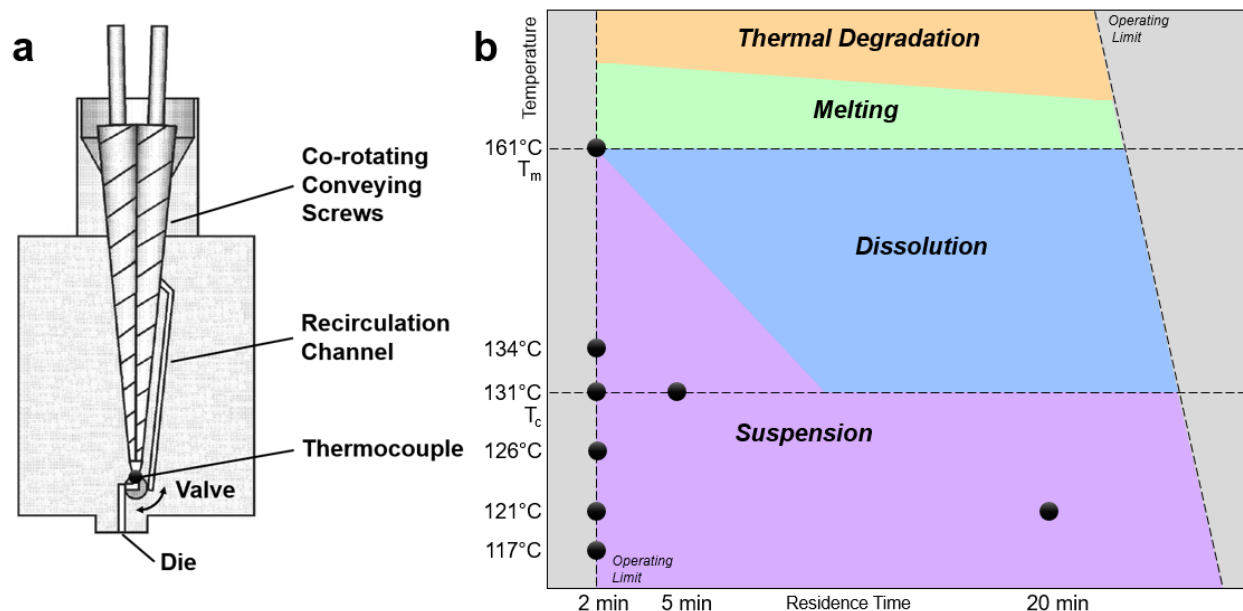 a
Co-rotating
Conveying
Screws
Recirculation
Channel
Thermocouple
Valve
Die
b
Temperature
Thermal Degradation
Operating
Limit
Melting
161°C
Tm
Dissolution
134°C
131°C
Tc
Suspension
126°C
121°C
117°C
Operating
Limit
2 min 5 min Residence Time 20 min